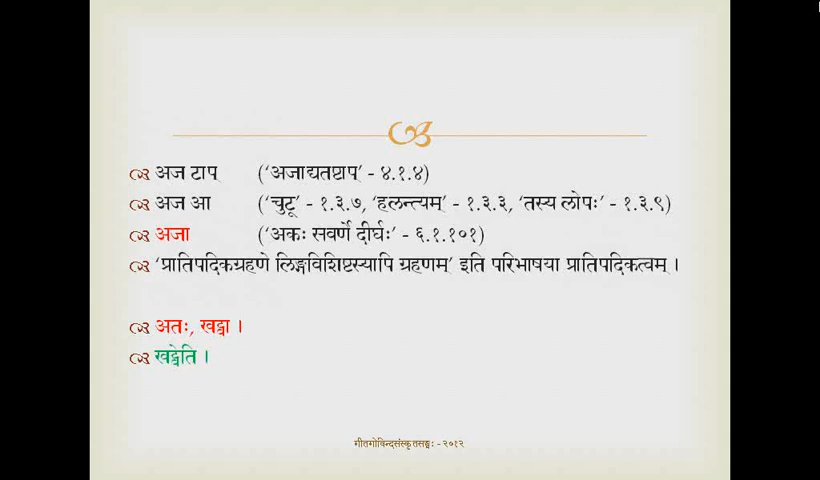 अज टाप् ('अजाद्यतष्टाप्' - ४.१.४)
अज आ ('चुटू' - १.३.७, 'हलन्त्यम्' - १.३.३, 'तस्य लोपः' - १.३.९)
अजा ('अकः सवर्णे दीर्घः' - ६.१.१०१)
'प्रातिपदिकग्रहणे लिङ्गविशिष्टस्यापि ग्रहणम्' इति परिभाषया प्रातिपदिकत्वम् ।
अतः, खट्वा ।
खट्वेति ।
गीतगोविन्दसंस्कृतसङ्घः - २०१२